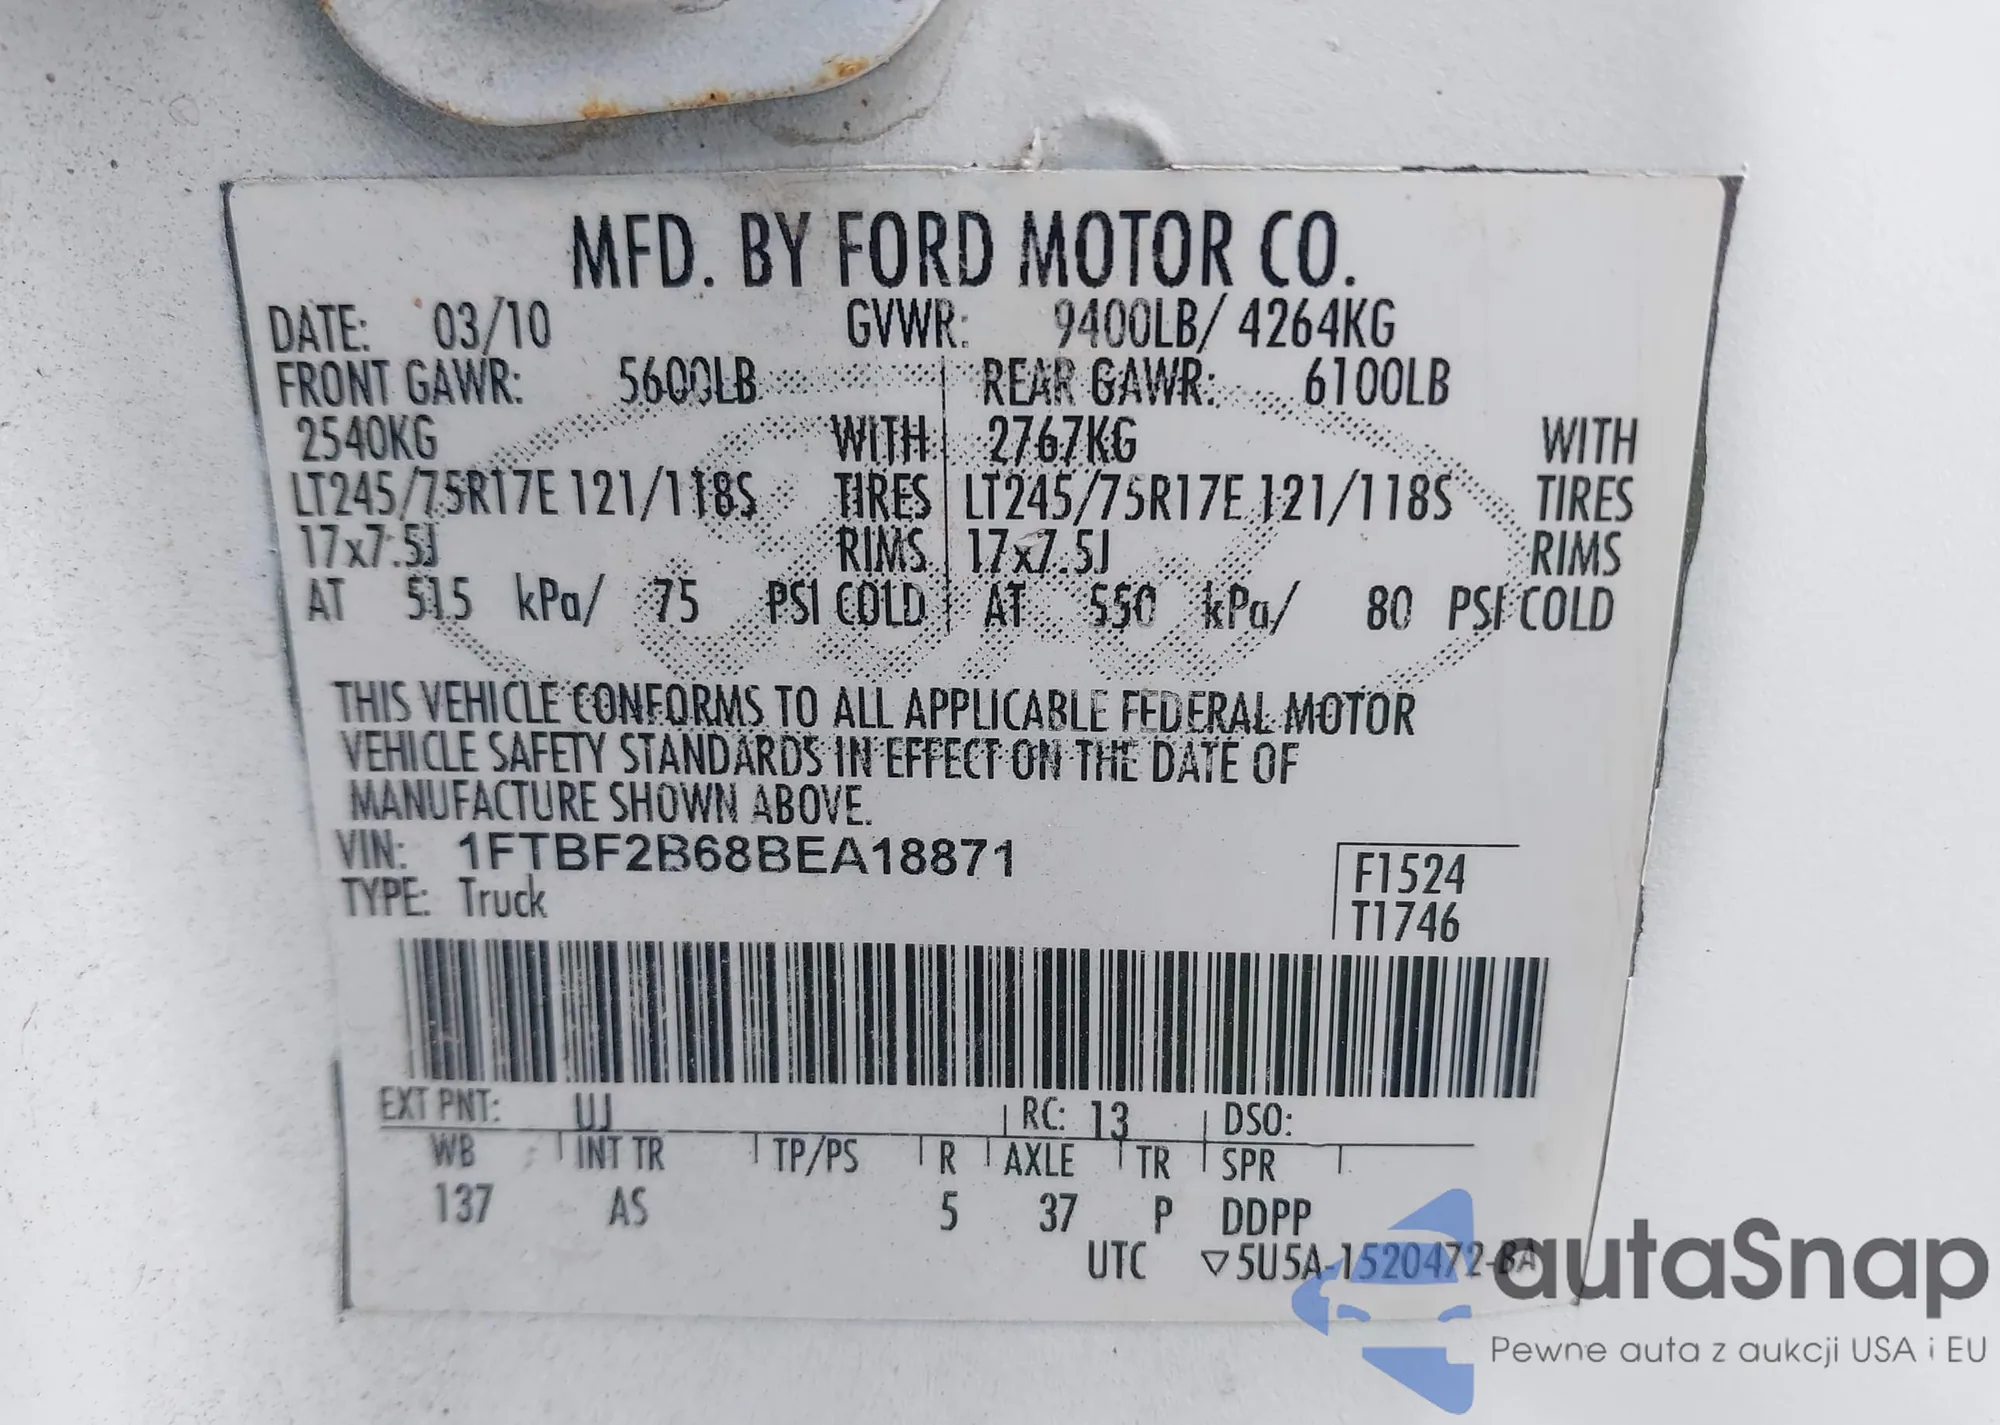 MFD. BY FORD MOTOR CO.
DATE: 03/10 GVWR: 9400LB/ 4264KG
FRONT GAWR: 5600LB REAR GAWR: 6100LB
2540KG WITH 2767KG WITH
LT245/75R17E 121/118S TIRES LT245/75R17E 121/118S TIRES
17x7.5J RIMS 17x7.5J RIMS
AT 515 kPa/ 75 PSI COLD AT 550 kPa/ 80 PSI COLD
THIS VEHICLE CONFORMS TO ALL APPLICABLE FEDERAL MOTOR
VEHICLE SAFETY STANDARDS IN EFFECT ON THE DATE OF
MANUFACTURE SHOWN ABOVE.
VIN: 1FTBF2B68BEA18871
TYPE: Truck
F1524
T1746
EXT PNT: UJ RC: 13 DSO:
WB INT TR TP/PS R AXLE TR SPR
137 AS 5 37 P DDPP
UTC ▽5U5A-1520472-BA
autaSnap
Pewne auta z aukcji USA i EU